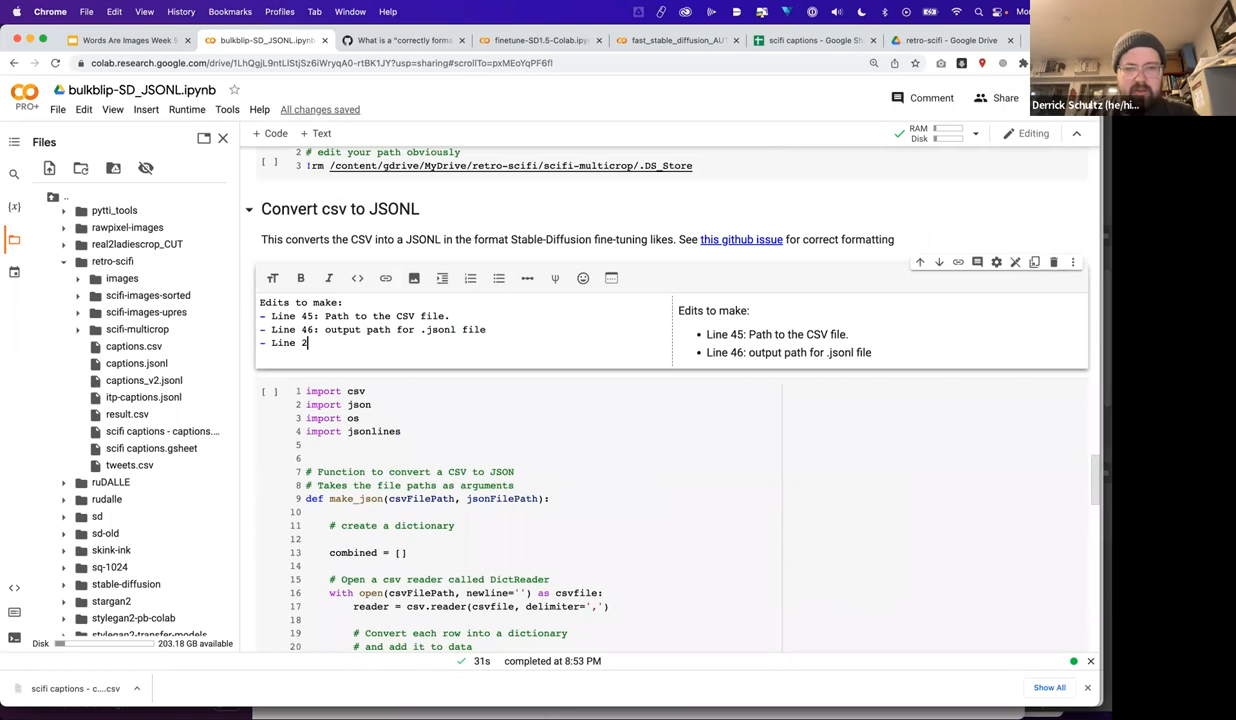 Chrome File Edit View History Bookmarks Profiles Tab Window Help
Words Are Images Week 9
bulkblip-SD_JSONL.ipynb
What is a "correctly forma
finetune-SD1.5-Colab.ipynb
fast_stable_diffusion_AUT
scifi captions - Google Sh
retro-scifi - Google Drive
colab.research.google.com/drive/1LhQgjL9ntLIStjSz6iWryqA0-rtBK1JY?usp=sharing#scrollTo=pxMEoYqPF6fl
Derrick Schultz (he/hi...
PRO+
bulkblip-SD_JSONL.ipynb
File Edit View Insert Runtime Tools Help All changes saved
Comment Share
Files
+ Code + Text
RAM
Disk
Editing
..
pytti_tools
rawpixel-images
real2ladiescrop_CUT
retro-scifi
images
scifi-images-sorted
scifi-images-upres
scifi-multicrop
captions.csv
captions.jsonl
captions_v2.jsonl
itp-captions.jsonl
result.csv
scifi captions - captions....
scifi captions.gsheet
tweets.csv
ruDALLE
rudalle
sd
sd-old
skink-ink
sq-1024
stable-diffusion
stargan2
stylegan2-pb-colab
stylegan2-transfer-models
Disk 203.18 GB available
2 # edit your path obviously
[ ] 3 !rm /content/gdrive/MyDrive/retro-scifi/scifi-multicrop/.DS_Store
Convert csv to JSONL
This converts the CSV into a JSONL in the format Stable-Diffusion fine-tuning likes. See this github issue for correct formatting
Edits to make:
- Line 45: Path to the CSV file.
- Line 46: output path for .jsonl file
- Line 2
Edits to make:
• Line 45: Path to the CSV file.
• Line 46: output path for .jsonl file
[ ] 1 import csv
2 import json
3 import os
4 import jsonlines
5
6
7 # Function to convert a CSV to JSON
8 # Takes the file paths as arguments
9 def make_json(csvFilePath, jsonFilePath):
10
11 # create a dictionary
12
13 combined = []
14
15 # Open a csv reader called DictReader
16 with open(csvFilePath, newline='') as csvfile:
17 reader = csv.reader(csvfile, delimiter=',')
18
19 # Convert each row into a dictionary
20 # and add it to data
31s completed at 8:53 PM
scifi captions - c....csv
Show All